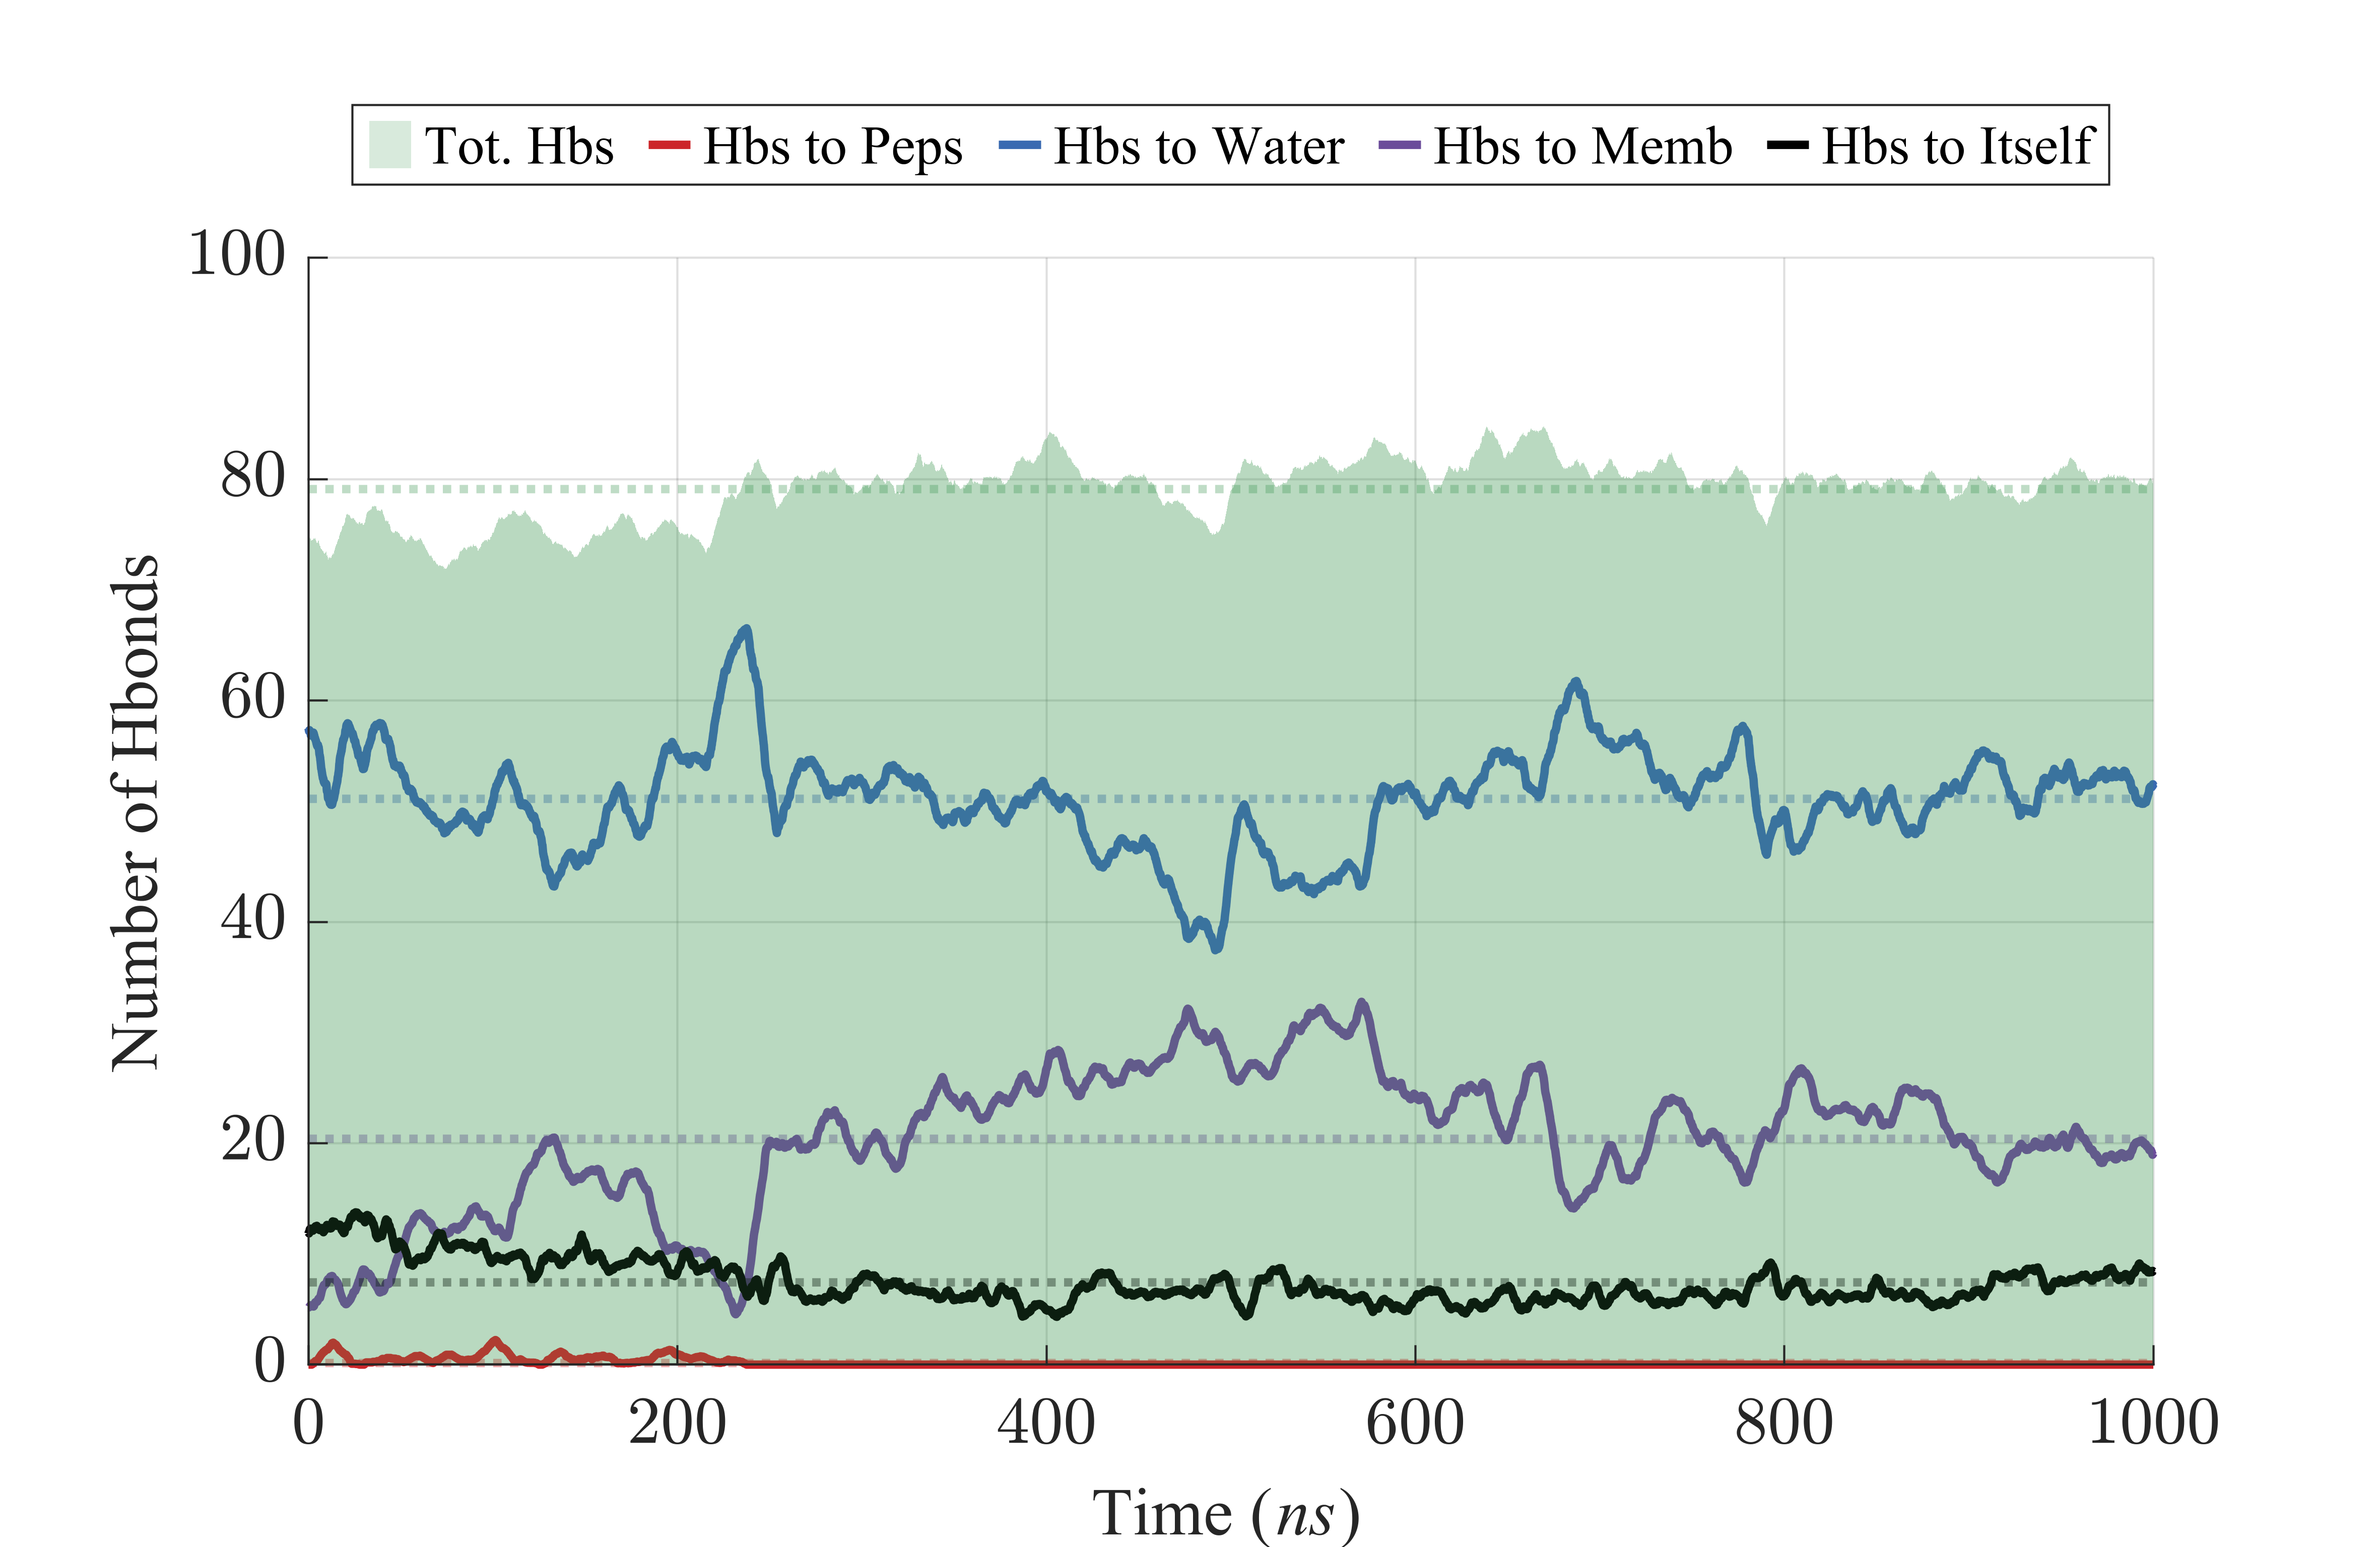 Tot. Hbs Hbs to Peps Hbs to Water Hbs to Memb Hbs to Itself
100
80
60
40
20
0
Number of Hbonds
0 200 400 600 800 1000
Time (ns)